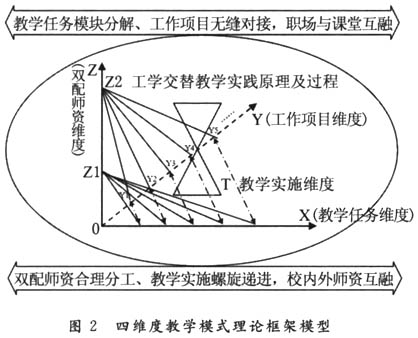 教学任务模块分解、工作项目无缝对接，职场与课堂互融
Z
Z2
工学交替教学实践原理及过程
(双配师资维度)
Y(工作项目维度)
Y5
Y4
Y3
Z1
Y2
Y1
T 教学实施维度
0
X(教学任务维度)
双配师资合理分工、教学实施螺旋递进，校内外师资互融
图 2 四维度教学模式理论框架模型